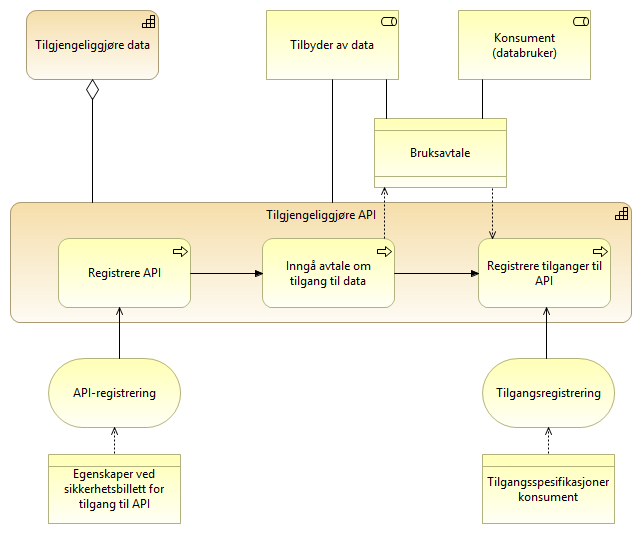 Tilgjengeliggjøre data
Tilbyder av data
Konsument
(databruker)
Bruksavtale
Tilgjengeliggjøre API
Registrere API
Inngå avtale om
tilgang til data
Registrere tilganger til
API
API-registrering
Tilgangsregistrering
Egenskaper ved
sikkerhetsbillett for
tilgang til API
Tilgangsspesifikasjoner
konsument